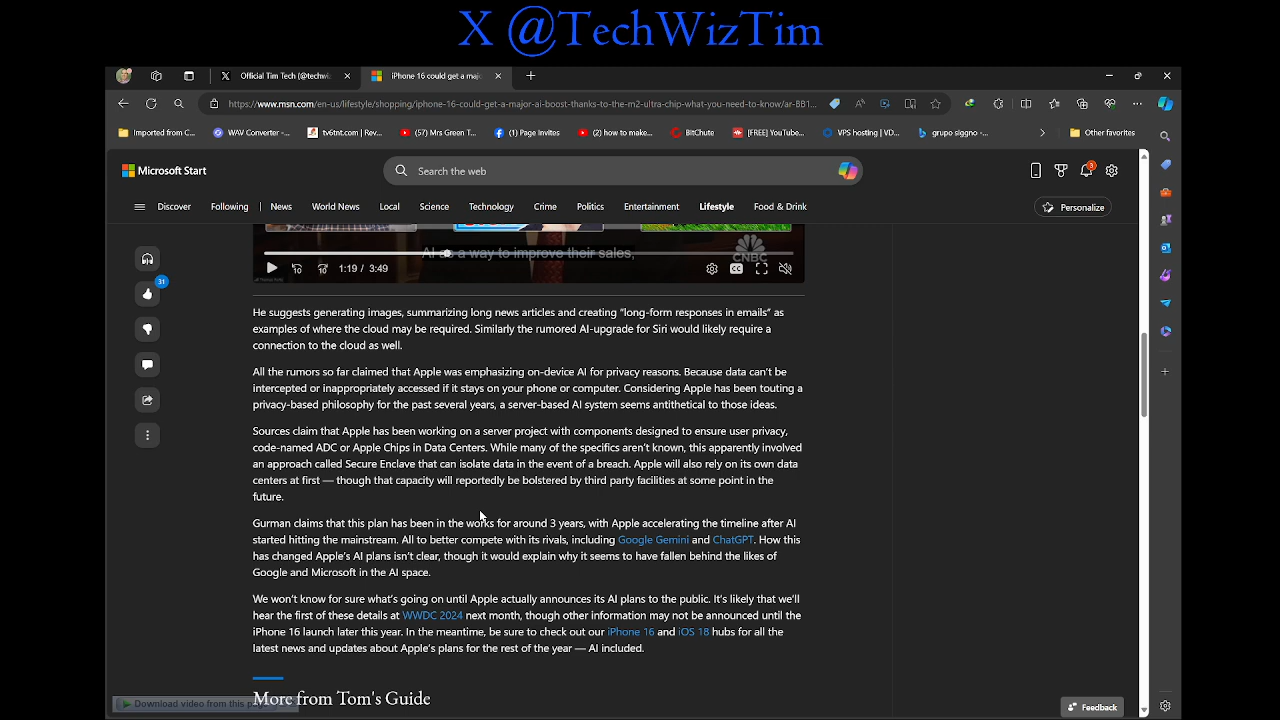 X @TechWizTim
Official Tim Tech (@techwi
iPhone 16 could get a majo
https://www.msn.com/en-us/lifestyle/shopping/iphone-16-could-get-a-major-ai-boost-thanks-to-the-m2-ultra-chip-what-you-need-to-know/ar-BB1...
Imported from C...
WAV Converter -...
tv6tnt.com | Rev...
(57) Mrs Green T...
(1) Page Invites
(2) how to make...
BitChute
[FREE] YouTube...
VPS hosting | VD...
grupo siggno -...
Other favorites
Microsoft Start
Search the web
3
Discover
Following
News
World News
Local
Science
Technology
Crime
Politics
Entertainment
Lifestyle
Food & Drink
Personalize
AI as a way to improve their sales,
CNBC
1:19 / 3:49
10
10
CC
31
He suggests generating images, summarizing long news articles and creating “long-form responses in emails” as
examples of where the cloud may be required. Similarly the rumored AI-upgrade for Siri would likely require a
connection to the cloud as well.
All the rumors so far claimed that Apple was emphasizing on-device AI for privacy reasons. Because data can’t be
intercepted or inappropriately accessed if it stays on your phone or computer. Considering Apple has been touting a
privacy-based philosophy for the past several years, a server-based AI system seems antithetical to those ideas.
Sources claim that Apple has been working on a server project with components designed to ensure user privacy,
code-named ADC or Apple Chips in Data Centers. While many of the specifics aren’t known, this apparently involved
an approach called Secure Enclave that can isolate data in the event of a breach. Apple will also rely on its own data
centers at first — though that capacity will reportedly be bolstered by third party facilities at some point in the
future.
Gurman claims that this plan has been in the works for around 3 years, with Apple accelerating the timeline after AI
started hitting the mainstream. All to better compete with its rivals, including Google Gemini and ChatGPT. How this
has changed Apple’s AI plans isn’t clear, though it would explain why it seems to have fallen behind the likes of
Google and Microsoft in the AI space.
We won’t know for sure what’s going on until Apple actually announces its AI plans to the public. It’s likely that we’ll
hear the first of these details at WWDC 2024 next month, though other information may not be announced until the
iPhone 16 launch later this year. In the meantime, be sure to check out our iPhone 16 and iOS 18 hubs for all the
latest news and updates about Apple’s plans for the rest of the year — AI included.
More from Tom's Guide
Download video from this page
Feedback